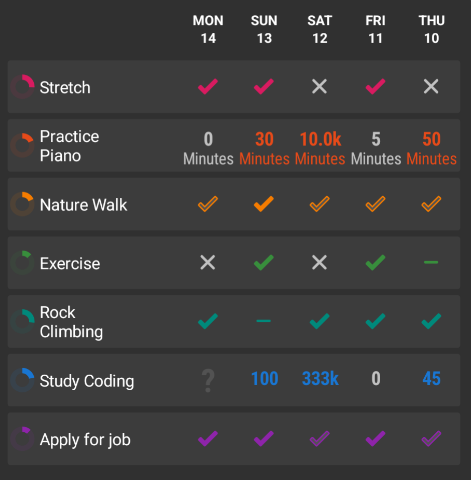 MON SUN SAT FRI THU
14 13 12 11 10
Stretch
Practice 0 30 10.0k 5 50
Piano Minutes Minutes Minutes Minutes Minutes
Nature Walk
Exercise
Rock
Climbing
Study Coding ? 100 333k 0 45
Apply for job